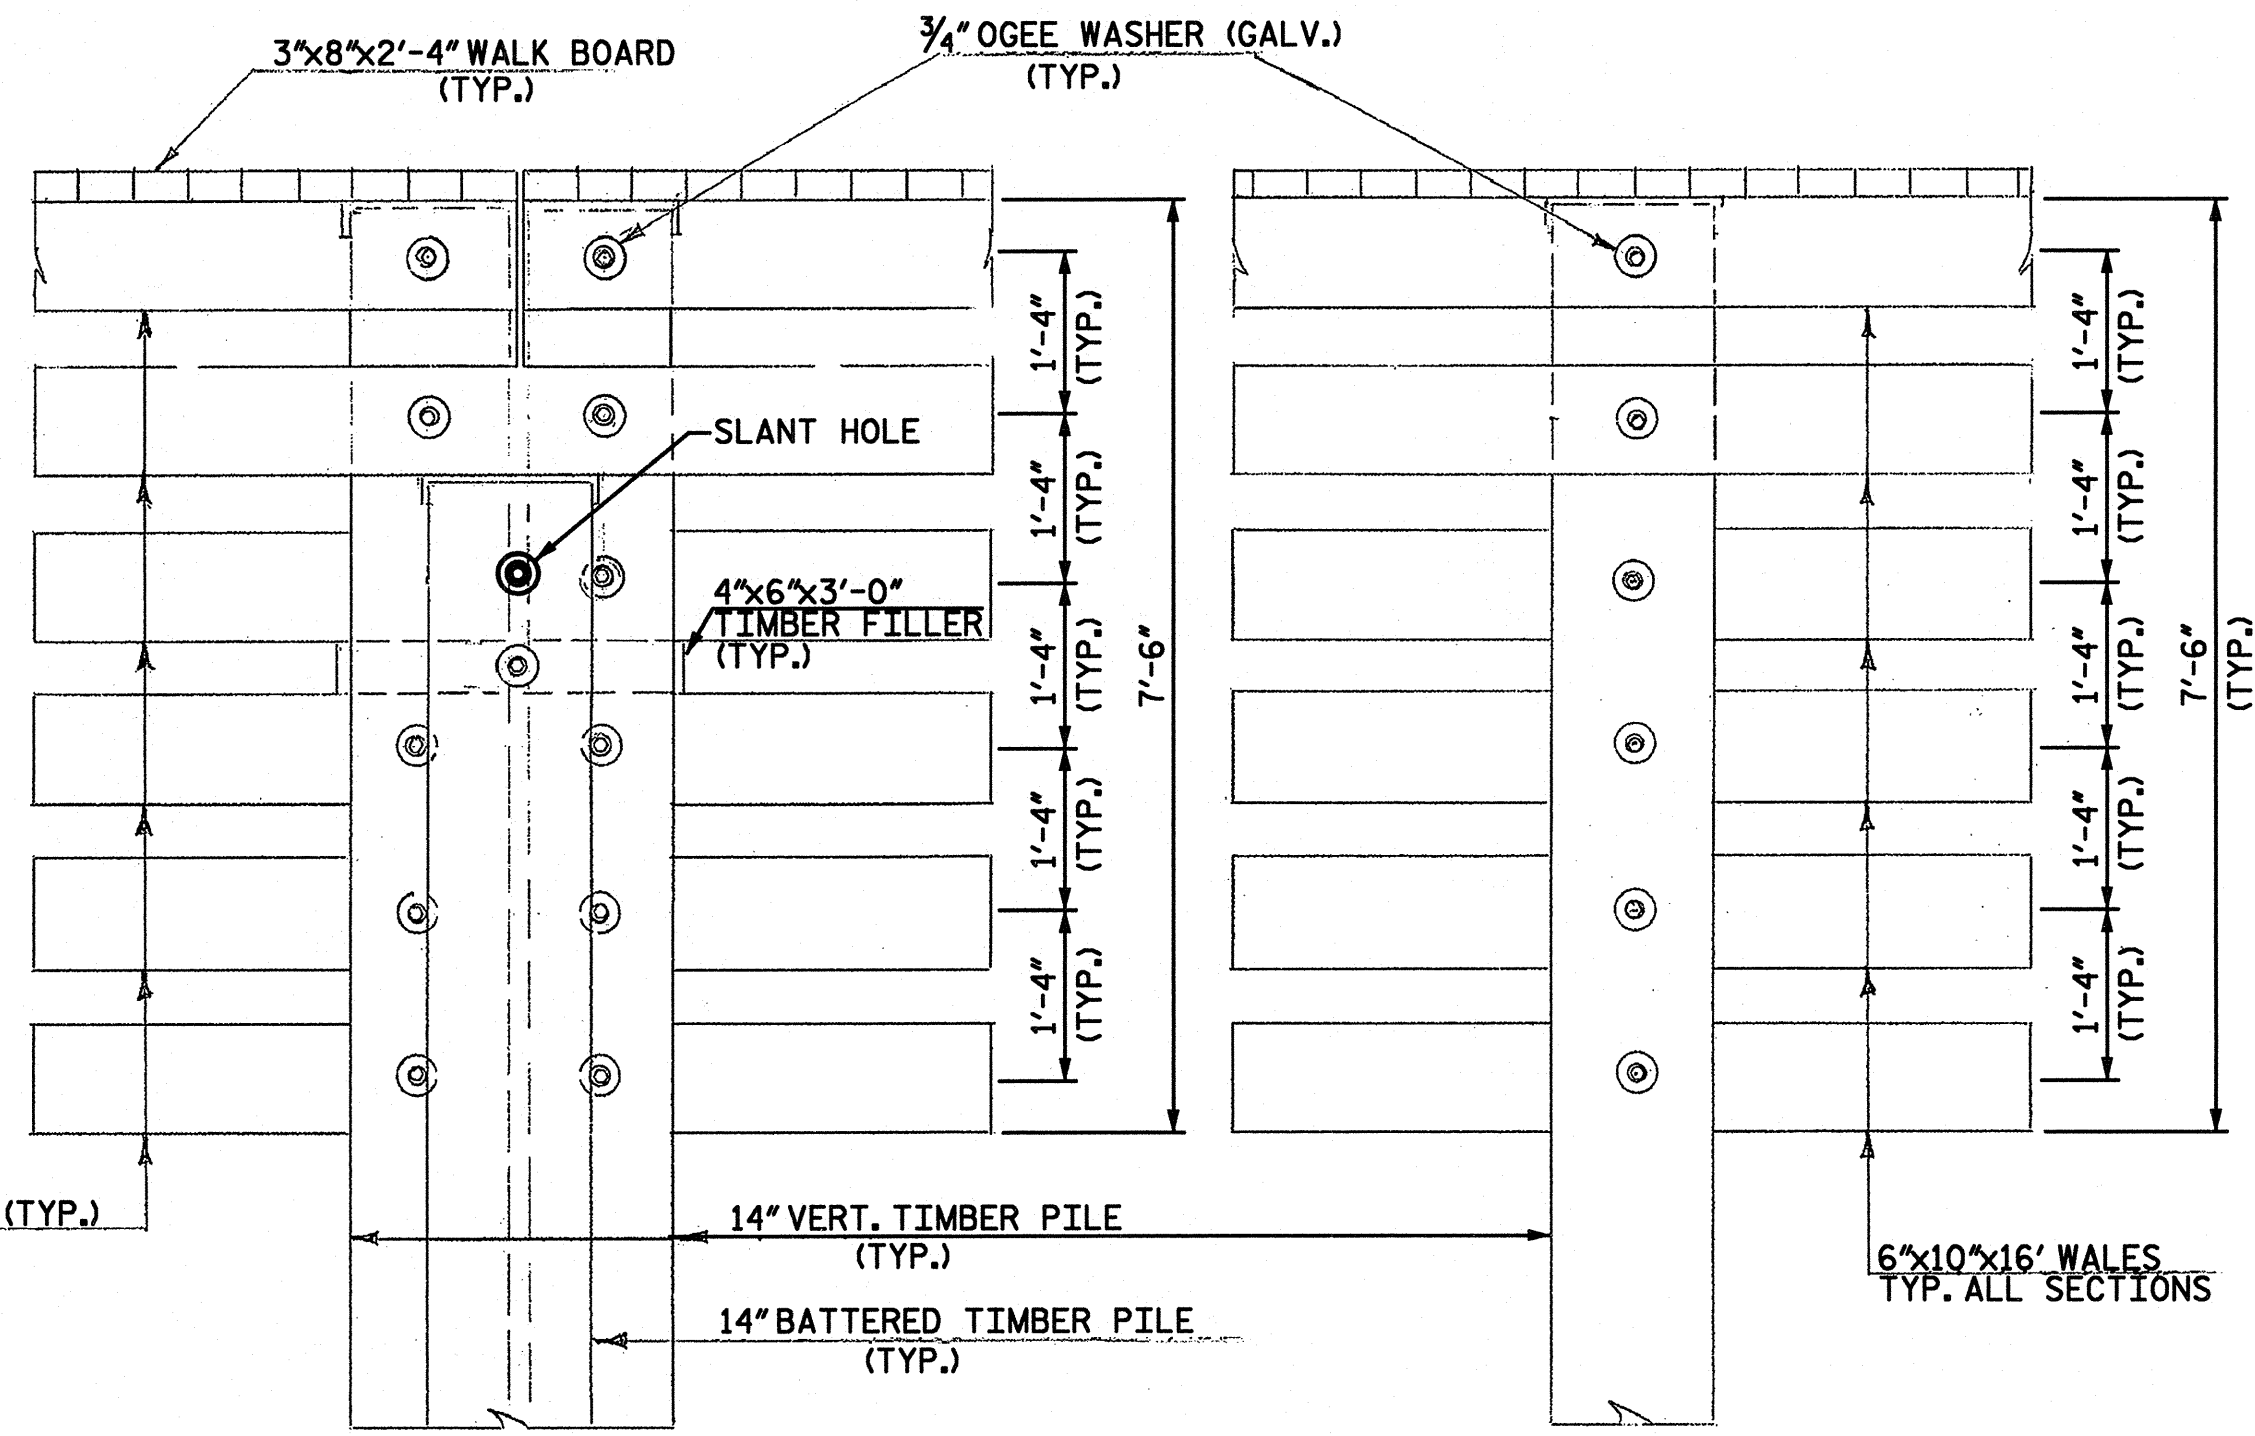 3"x8"x2'-4" WALK BOARD
(TYP.)
3/4" OGEE WASHER (GALV.)
(TYP.)
SLANT HOLE
4"x6"x3'-0"
TIMBER FILLER
(TYP.)
1'-4"
(TYP.)
1'-4"
(TYP.)
1'-4"
(TYP.)
1'-4"
(TYP.)
1'-4"
(TYP.)
7'-6"
1'-4"
(TYP.)
1'-4"
(TYP.)
1'-4"
(TYP.)
1'-4"
(TYP.)
1'-4"
(TYP.)
7'-6"
(TYP.)
(TYP.)
14" VERT. TIMBER PILE
(TYP.)
14" BATTERED TIMBER PILE
(TYP.)
6"x10"x16' WALES
TYP. ALL SECTIONS